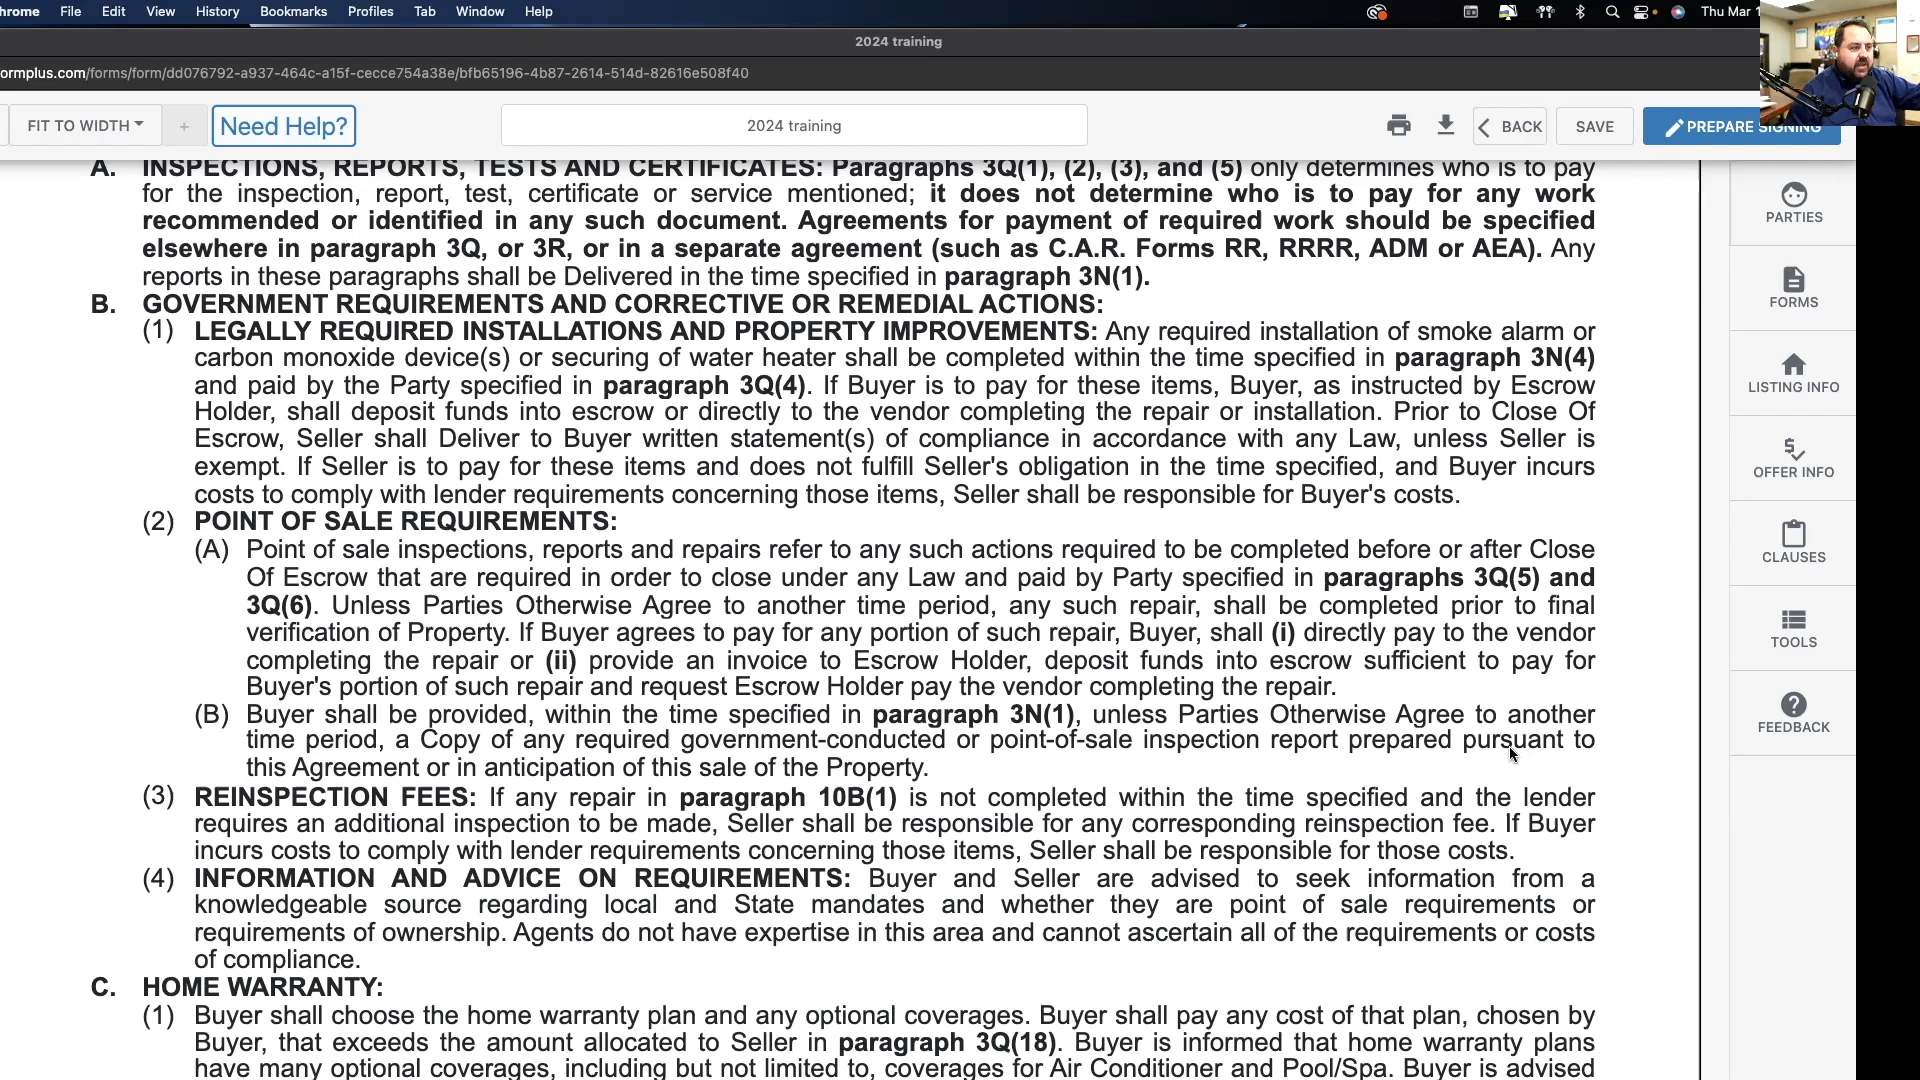 hrome File Edit View History Bookmarks Profiles Tab Window Help Thu Mar 1
2024 training
ormplus.com/forms/form/dd076792-a937-464c-a15f-cecce754a38e/bfb65196-4b87-2614-514d-82616e508f40
FIT TO WIDTH + Need Help? 2024 training BACK SAVE PREPARE SIGNING
A. INSPECTIONS, REPORTS, TESTS AND CERTIFICATES: Paragraphs 3Q(1), (2), (3), and (5) only determines who is to pay
for the inspection, report, test, certificate or service mentioned; it does not determine who is to pay for any work
recommended or identified in any such document. Agreements for payment of required work should be specified
elsewhere in paragraph 3Q, or 3R, or in a separate agreement (such as C.A.R. Forms RR, RRRR, ADM or AEA). Any
reports in these paragraphs shall be Delivered in the time specified in paragraph 3N(1).
B. GOVERNMENT REQUIREMENTS AND CORRECTIVE OR REMEDIAL ACTIONS:
(1) LEGALLY REQUIRED INSTALLATIONS AND PROPERTY IMPROVEMENTS: Any required installation of smoke alarm or
carbon monoxide device(s) or securing of water heater shall be completed within the time specified in paragraph 3N(4)
and paid by the Party specified in paragraph 3Q(4). If Buyer is to pay for these items, Buyer, as instructed by Escrow
Holder, shall deposit funds into escrow or directly to the vendor completing the repair or installation. Prior to Close Of
Escrow, Seller shall Deliver to Buyer written statement(s) of compliance in accordance with any Law, unless Seller is
exempt. If Seller is to pay for these items and does not fulfill Seller's obligation in the time specified, and Buyer incurs
costs to comply with lender requirements concerning those items, Seller shall be responsible for Buyer's costs.
(2) POINT OF SALE REQUIREMENTS:
(A) Point of sale inspections, reports and repairs refer to any such actions required to be completed before or after Close
Of Escrow that are required in order to close under any Law and paid by Party specified in paragraphs 3Q(5) and
3Q(6). Unless Parties Otherwise Agree to another time period, any such repair, shall be completed prior to final
verification of Property. If Buyer agrees to pay for any portion of such repair, Buyer, shall (i) directly pay to the vendor
completing the repair or (ii) provide an invoice to Escrow Holder, deposit funds into escrow sufficient to pay for
Buyer's portion of such repair and request Escrow Holder pay the vendor completing the repair.
(B) Buyer shall be provided, within the time specified in paragraph 3N(1), unless Parties Otherwise Agree to another
time period, a Copy of any required government-conducted or point-of-sale inspection report prepared pursuant to
this Agreement or in anticipation of this sale of the Property.
(3) REINSPECTION FEES: If any repair in paragraph 10B(1) is not completed within the time specified and the lender
requires an additional inspection to be made, Seller shall be responsible for any corresponding reinspection fee. If Buyer
incurs costs to comply with lender requirements concerning those items, Seller shall be responsible for those costs.
(4) INFORMATION AND ADVICE ON REQUIREMENTS: Buyer and Seller are advised to seek information from a
knowledgeable source regarding local and State mandates and whether they are point of sale requirements or
requirements of ownership. Agents do not have expertise in this area and cannot ascertain all of the requirements or costs
of compliance.
C. HOME WARRANTY:
(1) Buyer shall choose the home warranty plan and any optional coverages. Buyer shall pay any cost of that plan, chosen by
Buyer, that exceeds the amount allocated to Seller in paragraph 3Q(18). Buyer is informed that home warranty plans
have many optional coverages, including but not limited to, coverages for Air Conditioner and Pool/Spa. Buyer is advised
PARTIES
FORMS
LISTING INFO
OFFER INFO
CLAUSES
TOOLS
FEEDBACK